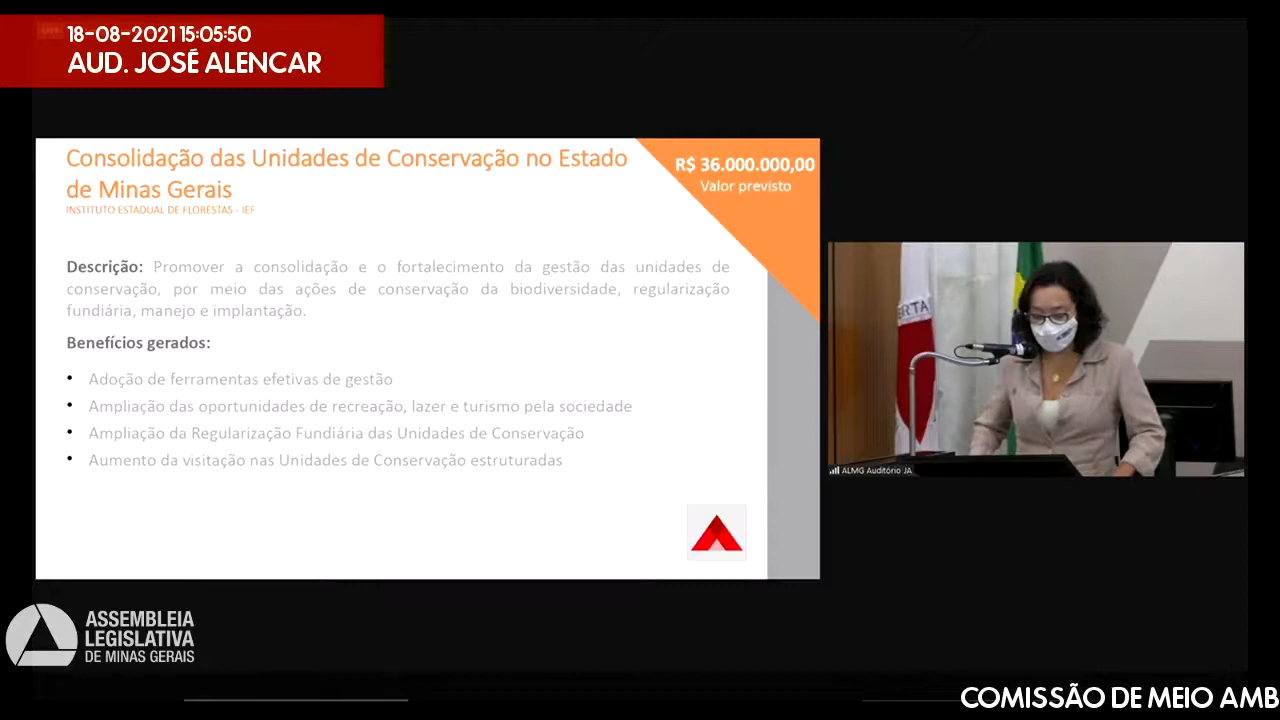 18-08-2021 15:05:50
AUD. JOSÉ ALENCAR
Consolidação das Unidades de Conservação no Estado
de Minas Gerais
INSTITUTO ESTADUAL DE FLORESTAS - IEF
R$ 36.000.000,00
Valor previsto
Descrição: Promover a consolidação e o fortalecimento da gestão das unidades de
conservação, por meio das ações de conservação da biodiversidade, regularização
fundiária, manejo e implantação.
Benefícios gerados:
• Adoção de ferramentas efetivas de gestão
• Ampliação das oportunidades de recreação, lazer e turismo pela sociedade
• Ampliação da Regularização Fundiária das Unidades de Conservação
• Aumento da visitação nas Unidades de Conservação estruturadas
ERTA
ALMG Auditório JA
ASSEMBLEIA
LEGISLATIVA
DE MINAS GERAIS
COMISSÃO DE MEIO AMB